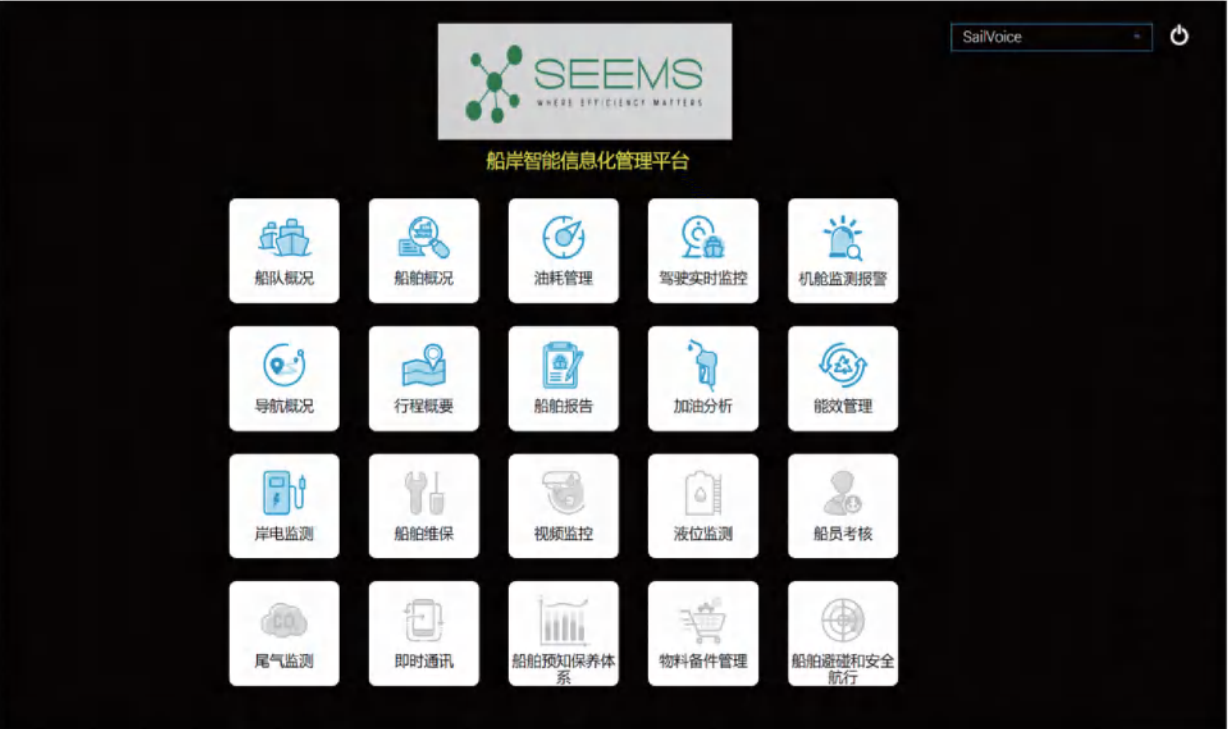 SailVoice
SEEMS
WHERE EFFICIENCY MATTERS
船岸智能信息化管理平台
船队概况
船舶概况
油耗管理
驾驶实时监控
机舱监测报警
导航概况
行程概要
船舶报告
加油分析
能效管理
岸电监测
船舶维保
视频监控
液位监测
船员考核
CO₂
尾气监测
即时通讯
船舶预知保养体
系
物料备件管理
船舶避碰和安全
航行